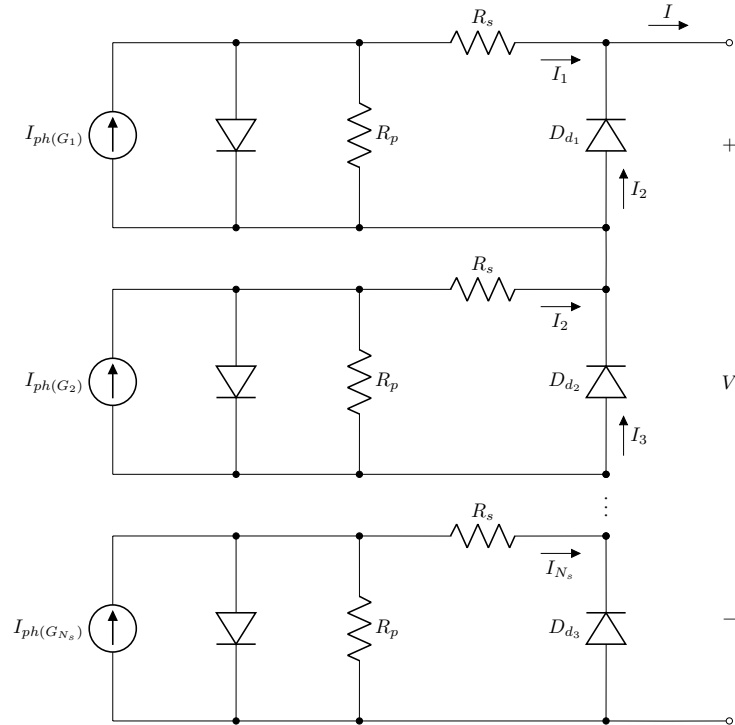 R_s
I
I_1
I_{ph(G_1)}
R_p
D_{d_1}
+
I_2
R_s
I_2
I_{ph(G_2)}
R_p
D_{d_2}
V
I_3
⋮
R_s
I_{N_s}
I_{ph(G_{N_s})}
R_p
D_{d_3}
−